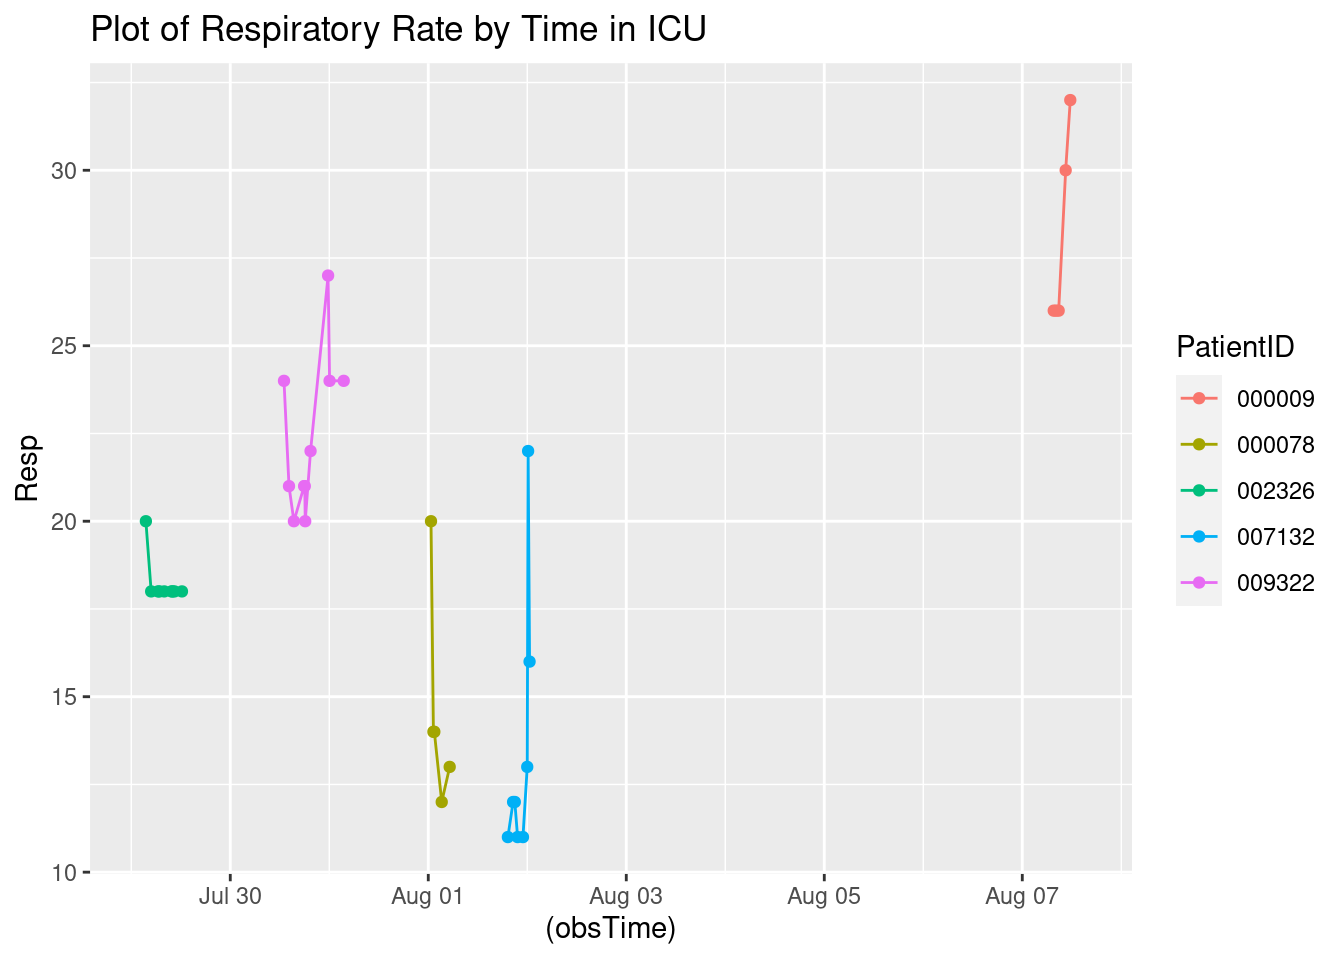 Plot of Respiratory Rate by Time in ICU
Resp
30
25
20
15
10
Jul 30
Aug 01
Aug 03
Aug 05
Aug 07
(obsTime)
PatientID
000009
000078
002326
007132
009322